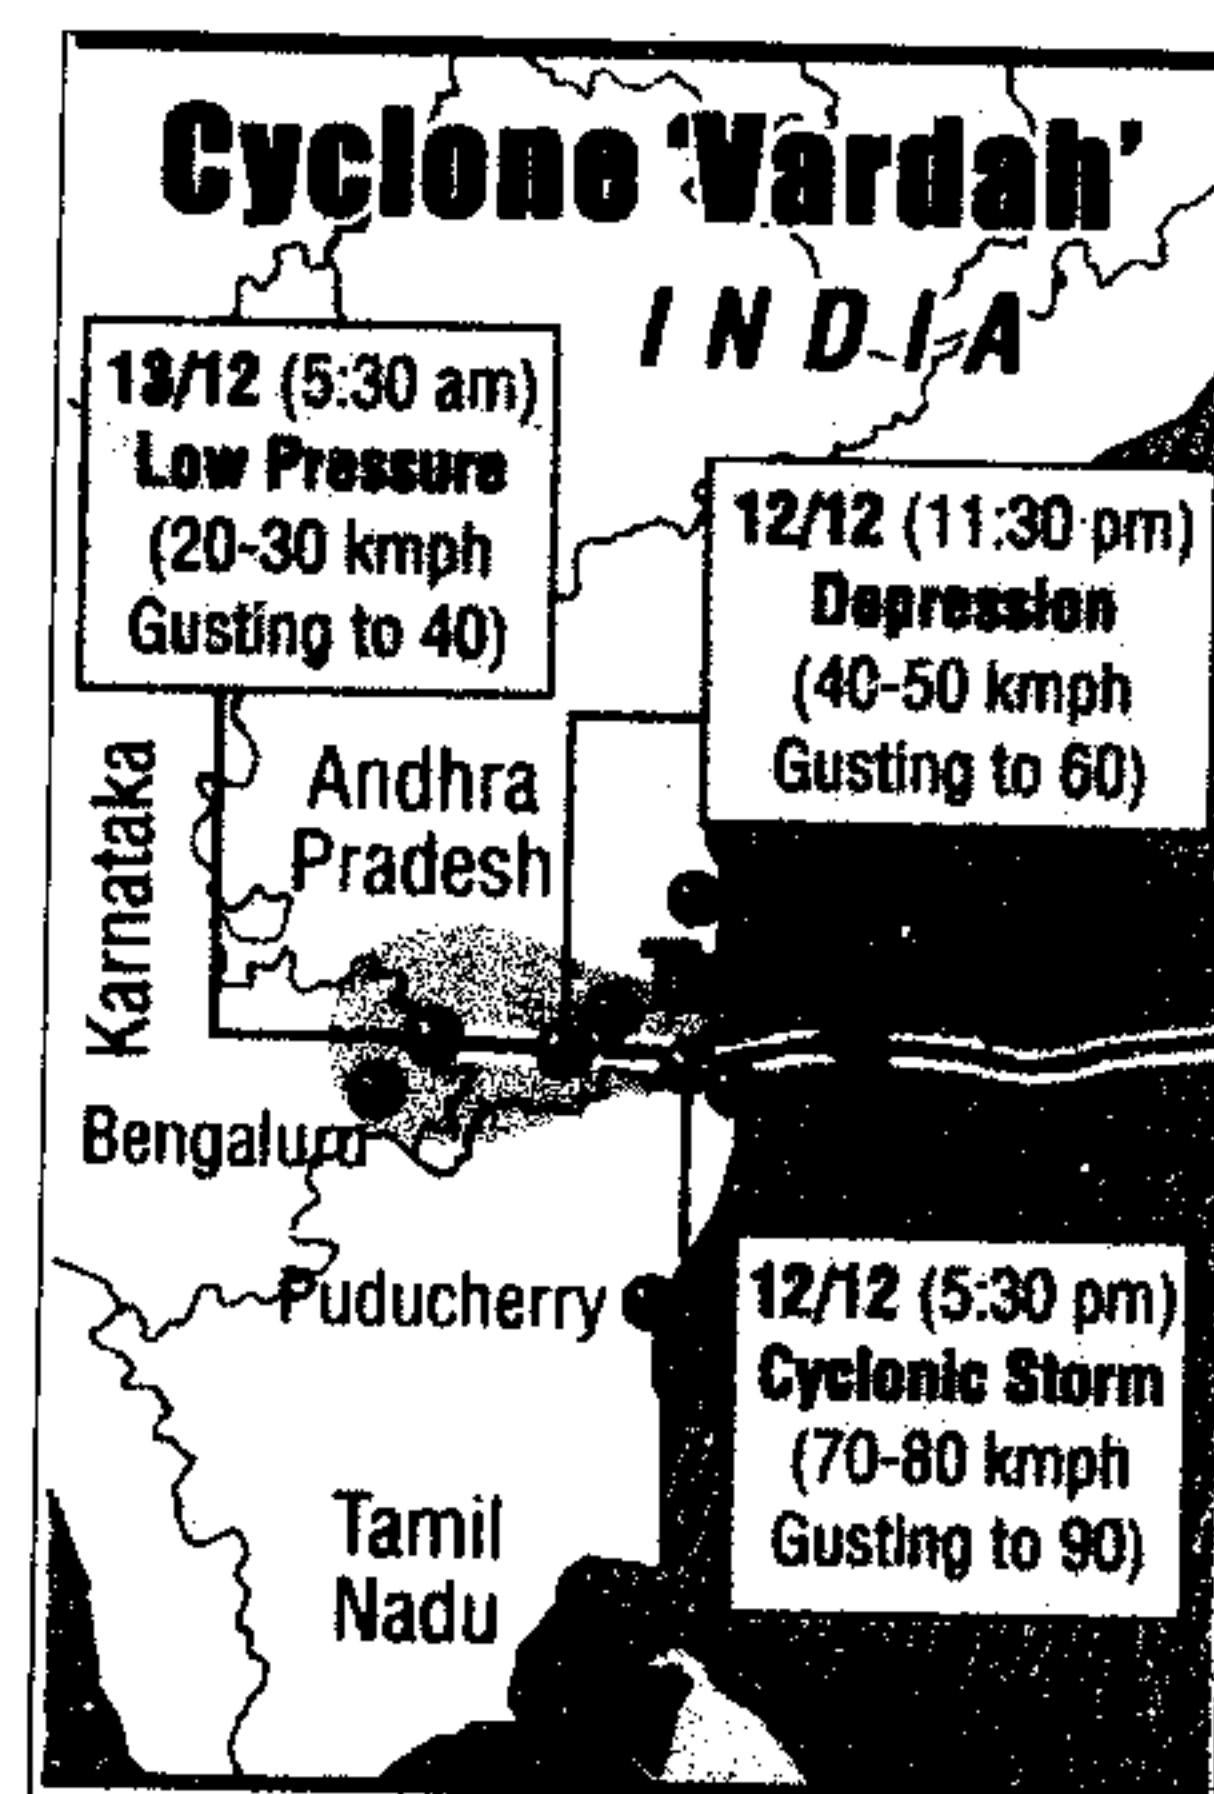 Cyclone 'Vardah'
INDIA
13/12 (5:30 am)
Low Pressure
(20-30 kmph
Gusting to 40)
12/12 (11:30 pm)
Depression
(40-50 kmph
Gusting to 60)
Karnataka
Andhra
Pradesh
Bengaluru
Puducherry
12/12 (5:30 pm)
Cyclonic Storm
(70-80 kmph
Gusting to 90)
Tamil
Nadu